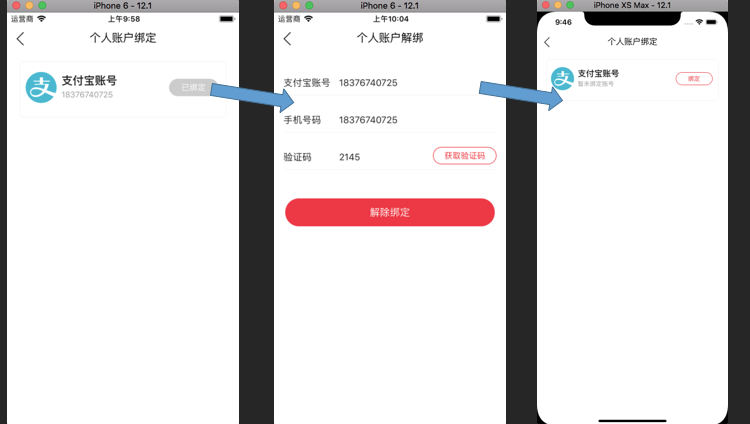 iPhone 6 - 12.1
运营商
上午9:58
个人账户绑定
支付宝账号
18376740725
已绑定
iPhone 6 - 12.1
运营商
上午10:04
个人账户解绑
支付宝账号 18376740725
手机号码 18376740725
验证码 2145 获取验证码
解除绑定
iPhone XS Max - 12.1
9:46
个人账户绑定
支付宝账号
暂未绑定账号
绑定